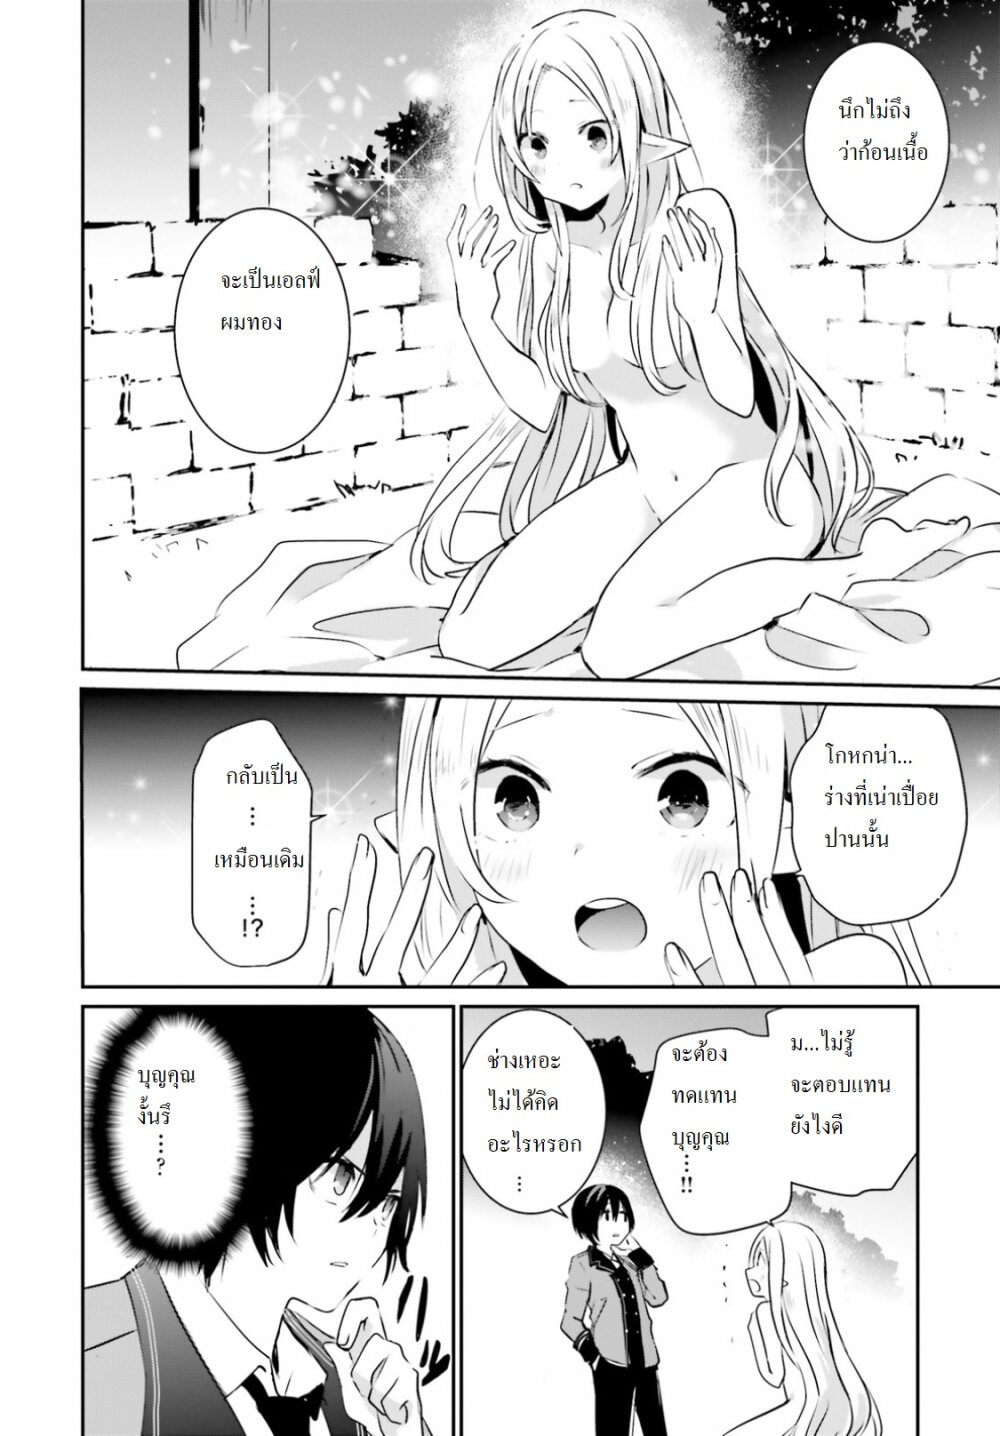 นึกไม่ถึง
ว่าก้อนเนื้อ
จะเป็นเอลฟ์
ผมทอง
โกหกน่า...
ร่างที่เน่าเปื่อย
ปานนั้น
กลับเป็น
...
เหมือนเดิม
...
!?
ม...ไม่รู้
จะตอบแทน
ยังไงดี
จะต้อง
ทดแทน
บุญคุณ
...
!!
ช่างเหอะ
ไม่ได้คิด
อะไรหรอก
...
บุญคุณ
งั้นรึ
...
?